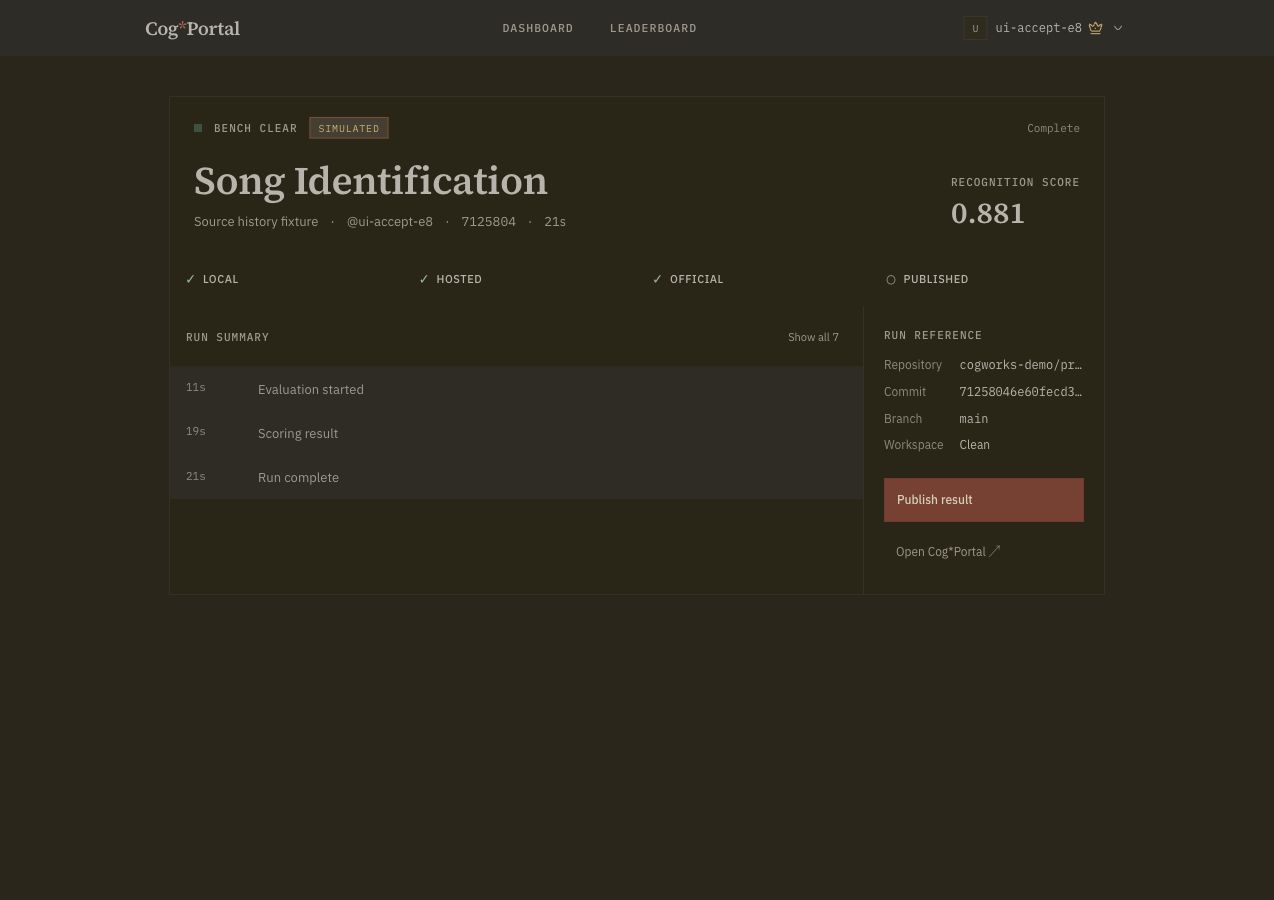 Cog*Portal
DASHBOARD LEADERBOARD
U ui-accept-e8
BENCH CLEAR SIMULATED
Complete
Song Identification
RECOGNITION SCORE
0.881
Source history fixture · @ui-accept-e8 · 7125804 · 21s
✓ LOCAL ✓ HOSTED ✓ OFFICIAL ○ PUBLISHED
RUN SUMMARY Show all 7
11s Evaluation started
19s Scoring result
21s Run complete
RUN REFERENCE
Repository cogworks-demo/pr…
Commit 71258046e60fecd3…
Branch main
Workspace Clean
Publish result
Open Cog*Portal ↗